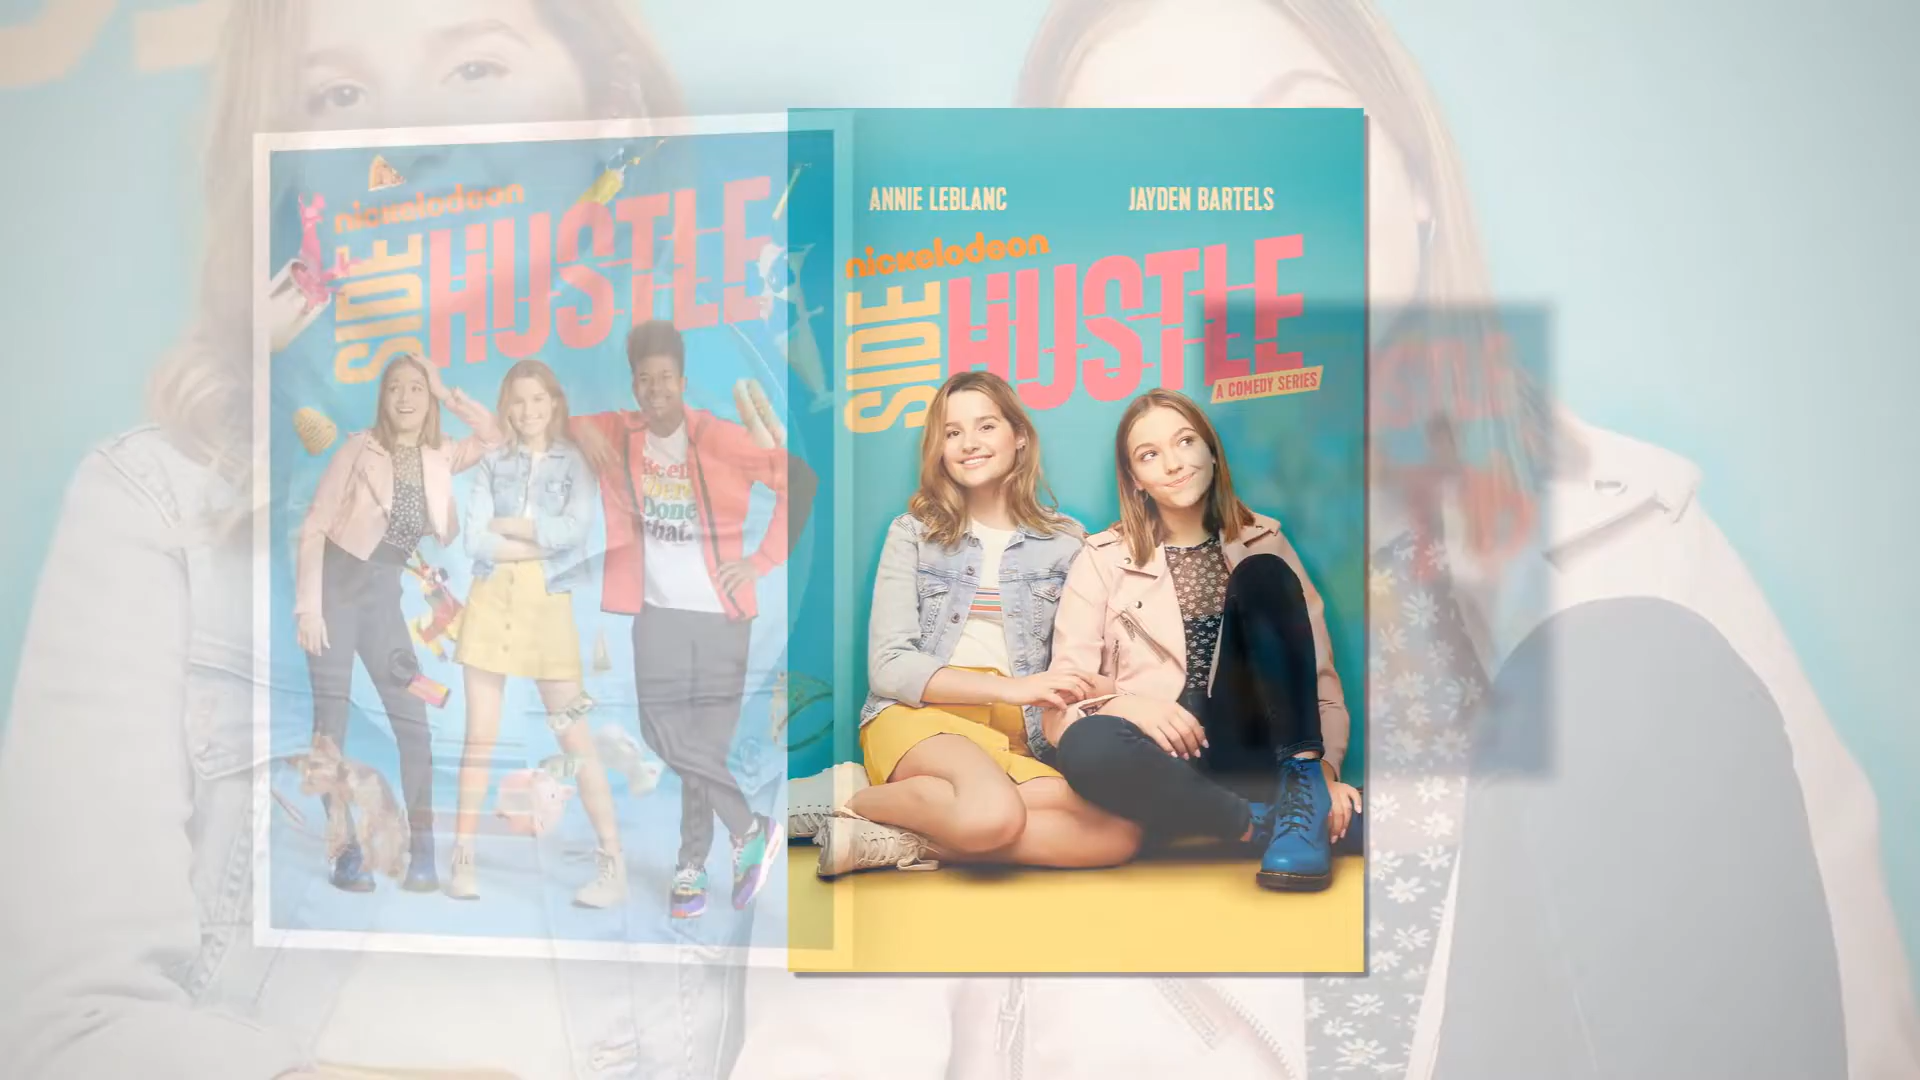 nickelodeon
SIDE
HUSTLE
Been
there
Done
that.
ANNIE LEBLANC
JAYDEN BARTELS
nickelodeon
SIDE
HUSTLE
A COMEDY SERIES